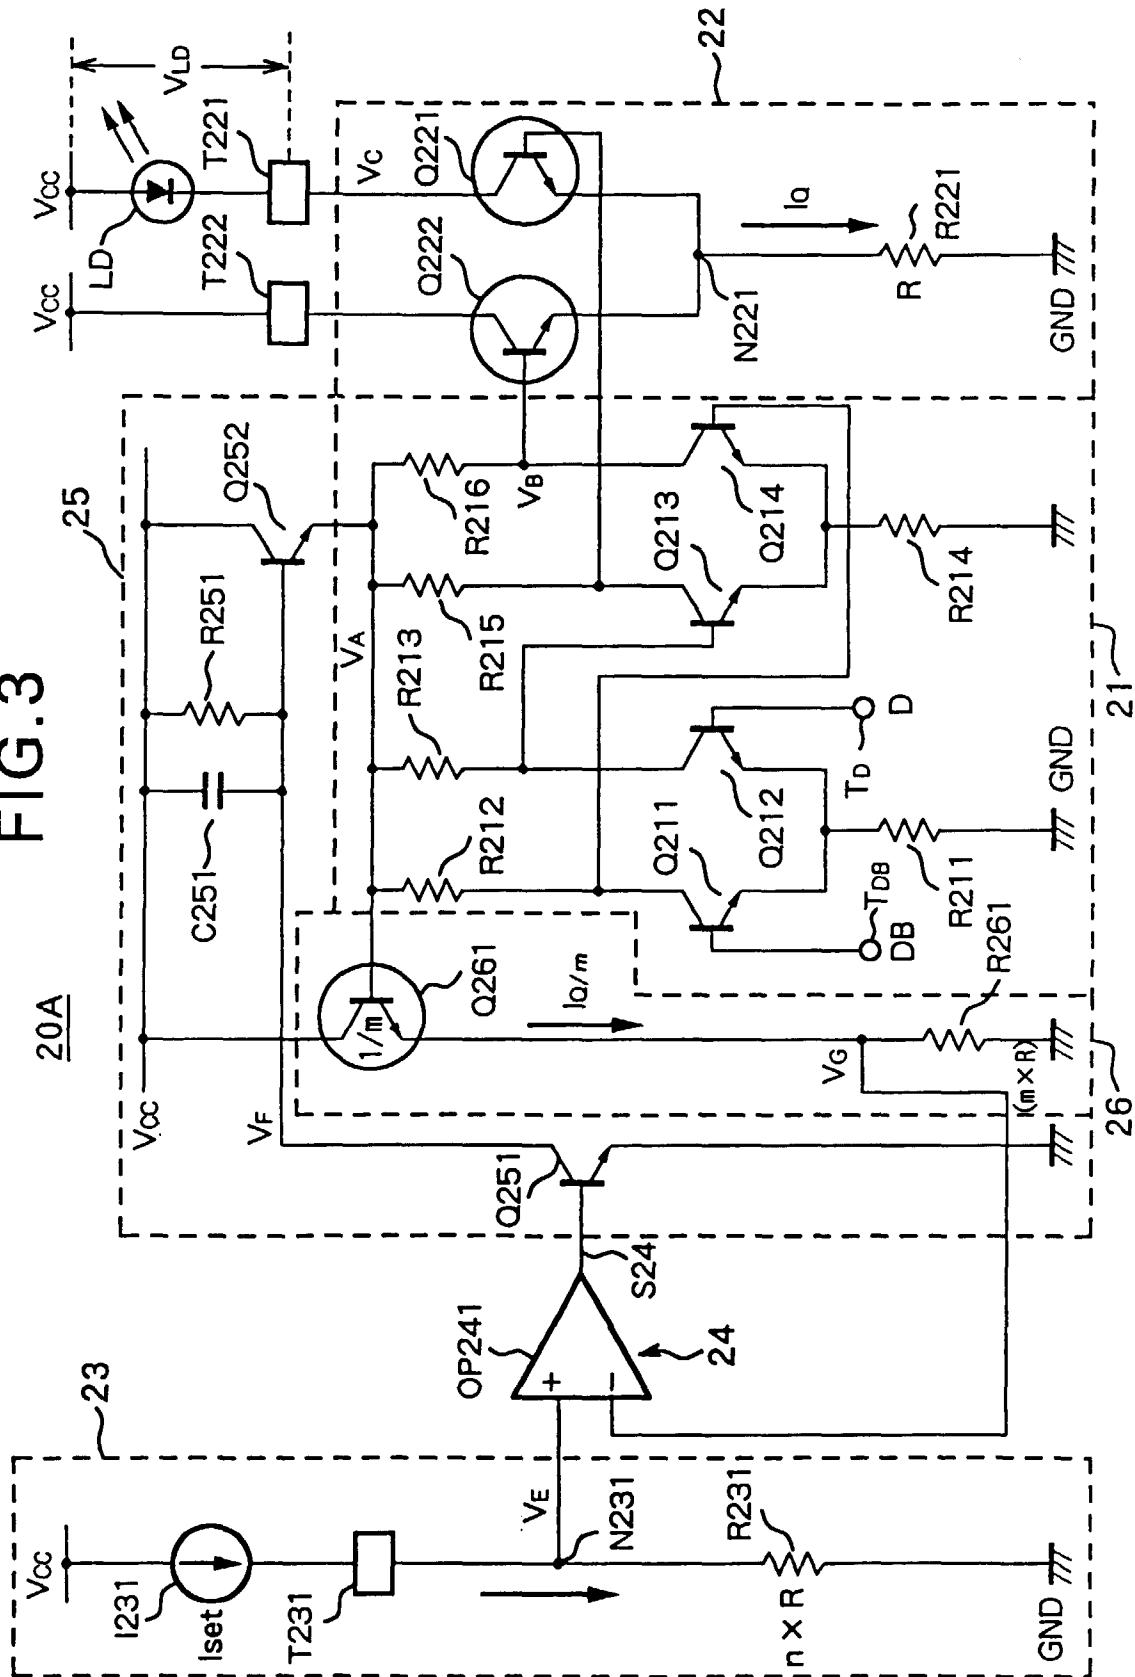 FIG.3
20A
25
Vcc
VF
C251
R251
Q252
VA
R212
R213
R215
R216
VB
Q261
1/m
IQ/m
VG
R261
(m×R)
26
Q251
S24
OP241
+
−
24
Q211
Q212
Q213
Q214
TDB
DB
TD
D
R211
GND
R214
21
Vcc
Vcc
LD
VLD
T222
T221
VC
Q222
Q221
22
N221
IQ
R
R221
GND
23
Vcc
I231
Iset
T231
VE
N231
R231
n×R
GND